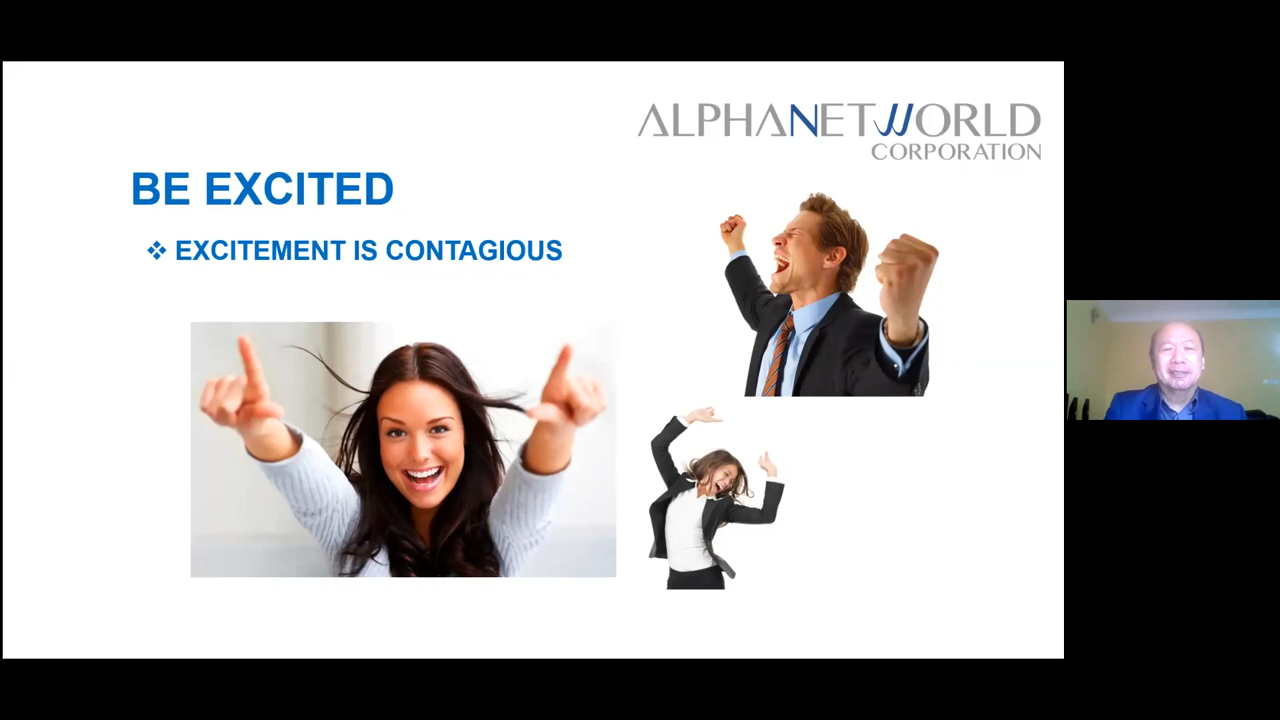 ALPHANETWORLD
CORPORATION
BE EXCITED
❖ EXCITEMENT IS CONTAGIOUS